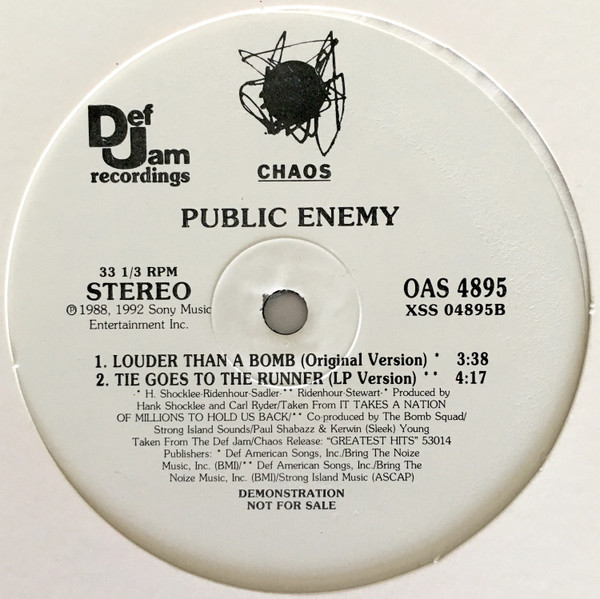 Def
Jam
recordings
CHAOS
PUBLIC ENEMY
33 1/3 RPM
STEREO
℗ 1988, 1992 Sony Music
Entertainment Inc.
OAS 4895
XSS 04895B
1. LOUDER THAN A BOMB (Original Version) * 3:38
2. TIE GOES TO THE RUNNER (LP Version) ** 4:17
* H. Shocklee-Ridenhour-Sadler-** Ridenhour-Stewart-* Produced by
Hank Shocklee and Carl Ryder/Taken From IT TAKES A NATION
OF MILLIONS TO HOLD US BACK/** Co-produced by The Bomb Squad/
Strong Island Sounds/Paul Shabazz & Kerwin (Sleek) Young
Taken From The Def Jam/Chaos Release: "GREATEST HITS" 53014
Publishers: * Def American Songs, Inc./Bring The Noize
Music, Inc. (BMI)/** Def American Songs, Inc./Bring The
Noize Music, Inc. (BMI)/Strong Island Music (ASCAP)
DEMONSTRATION
NOT FOR SALE